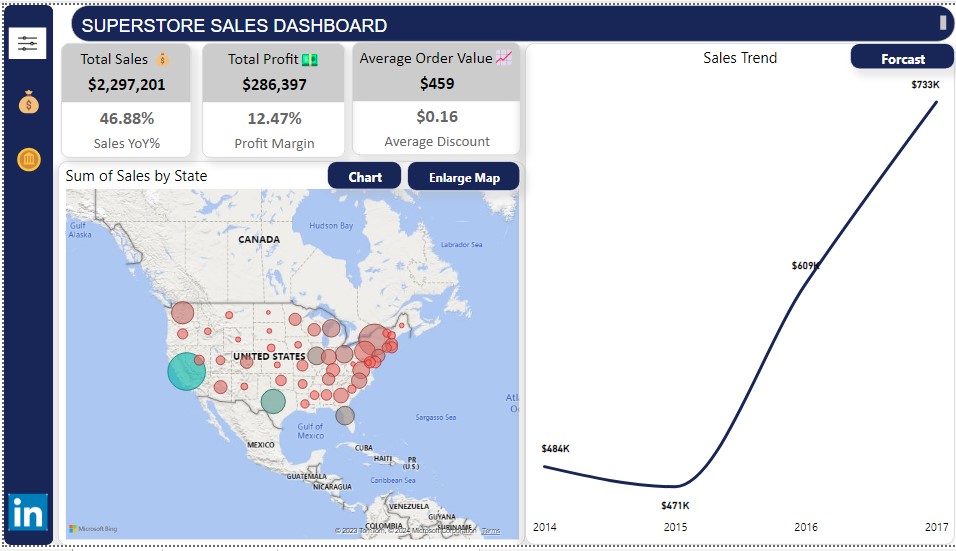 SUPERSTORE SALES DASHBOARD
Total Sales
$2,297,201
46.88%
Sales YoY%
Total Profit
$286,397
12.47%
Profit Margin
Average Order Value
$459
$0.16
Average Discount
Sum of Sales by State
Chart
Enlarge Map
Gulf
Alaska
Hudson Bay
CANADA
Labrador Sea
UNITED STATES
Sargasso Sea
Gulf of
Mexico
MEXICO
CUBA
HAITI
PR
(U.S.)
GUATEMALA
NICARAGUA
Caribbean Sea
VENEZUELA
GUYANA
COLOMBIA
SURINAME
Microsoft Bing
© 2023 TomTom, © 2024 Microsoft Corporation
Terms
Sales Trend
Forcast
$733K
$609K
$484K
$471K
2014
2015
2016
2017
in